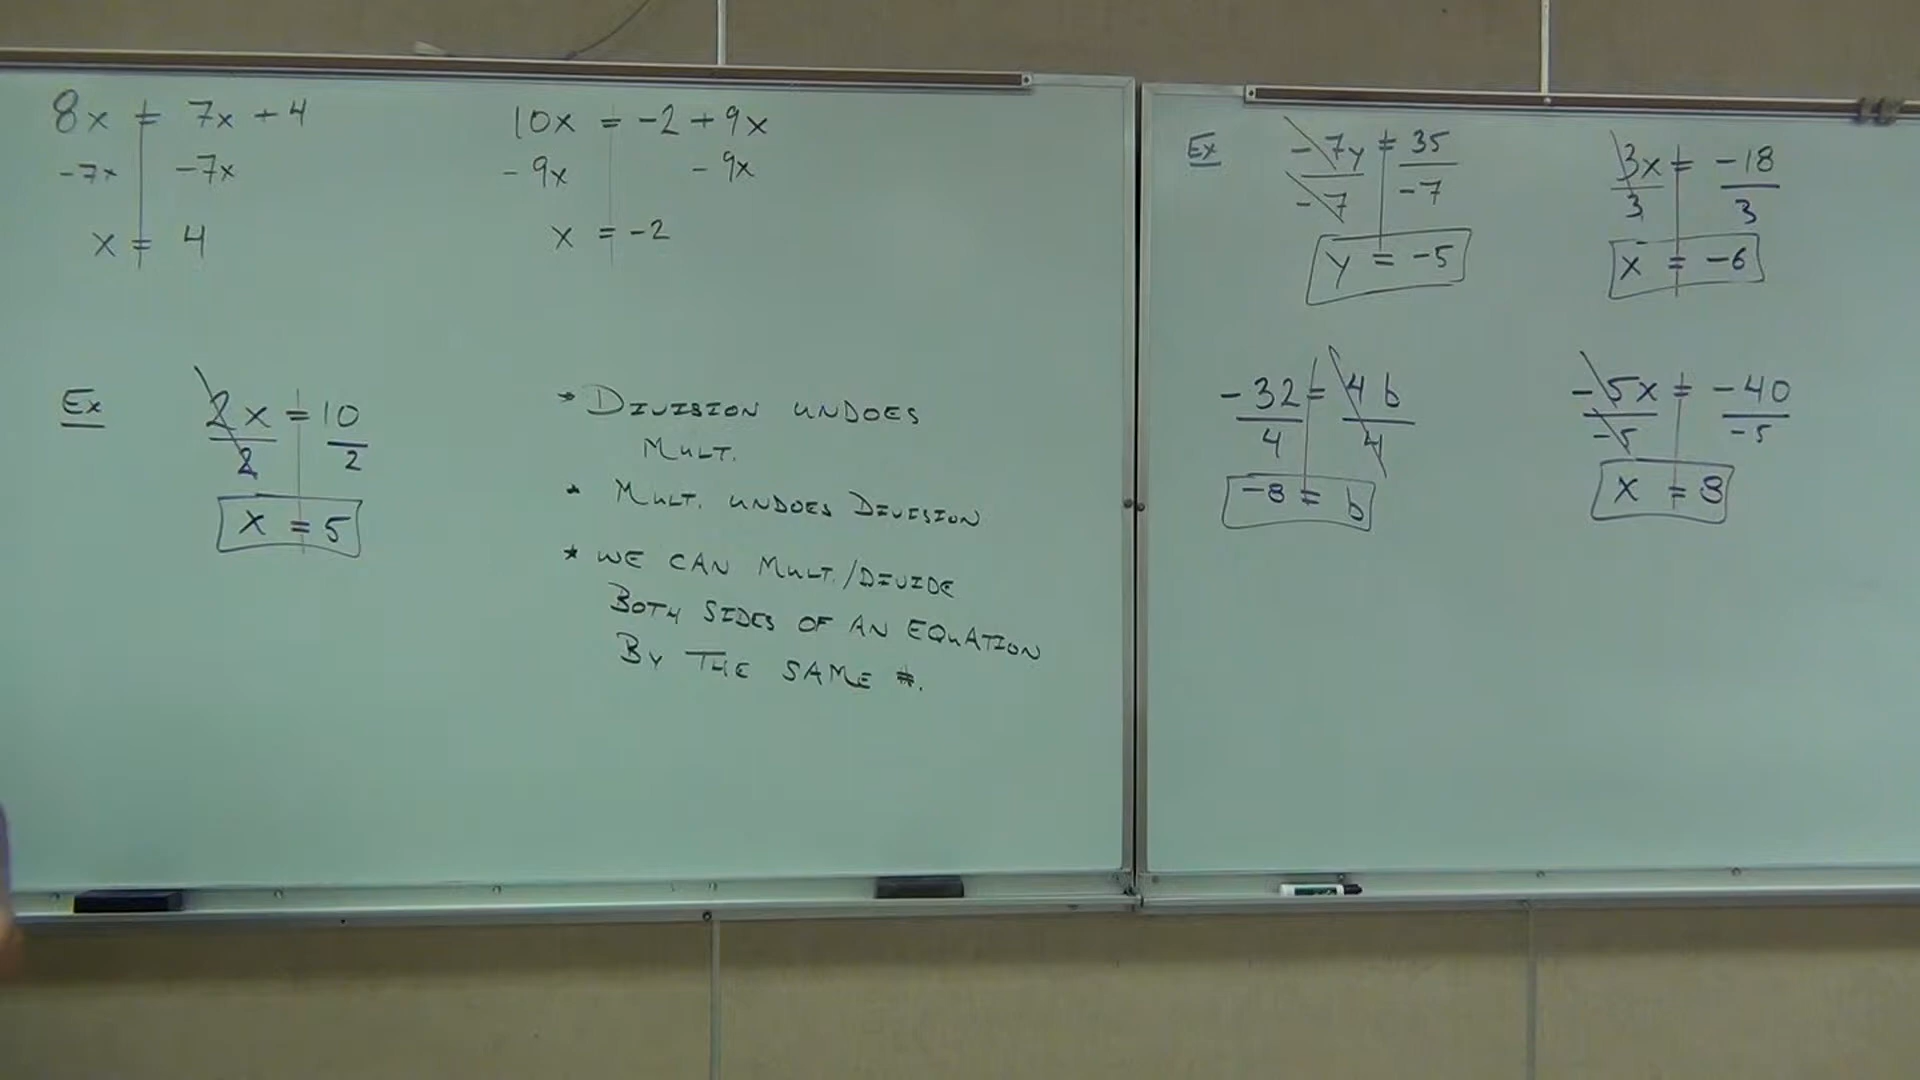 8x = 7x + 4
-7x -7x
x = 4
10x = -2 + 9x
- 9x - 9x
x = -2
Ex
2x = 10
2 2
x = 5
* DIVISION UNDOES
MULT.
* MULT. UNDOES DIVISION
* WE CAN MULT./DIVIDE
BOTH SIDES OF AN EQUATION
BY THE SAME #.
Ex
-7y = 35
-7 -7
y = -5
3x = -18
3 3
x = -6
-32 = 4b
4 4
-8 = b
-5x = -40
-5 -5
x = 8